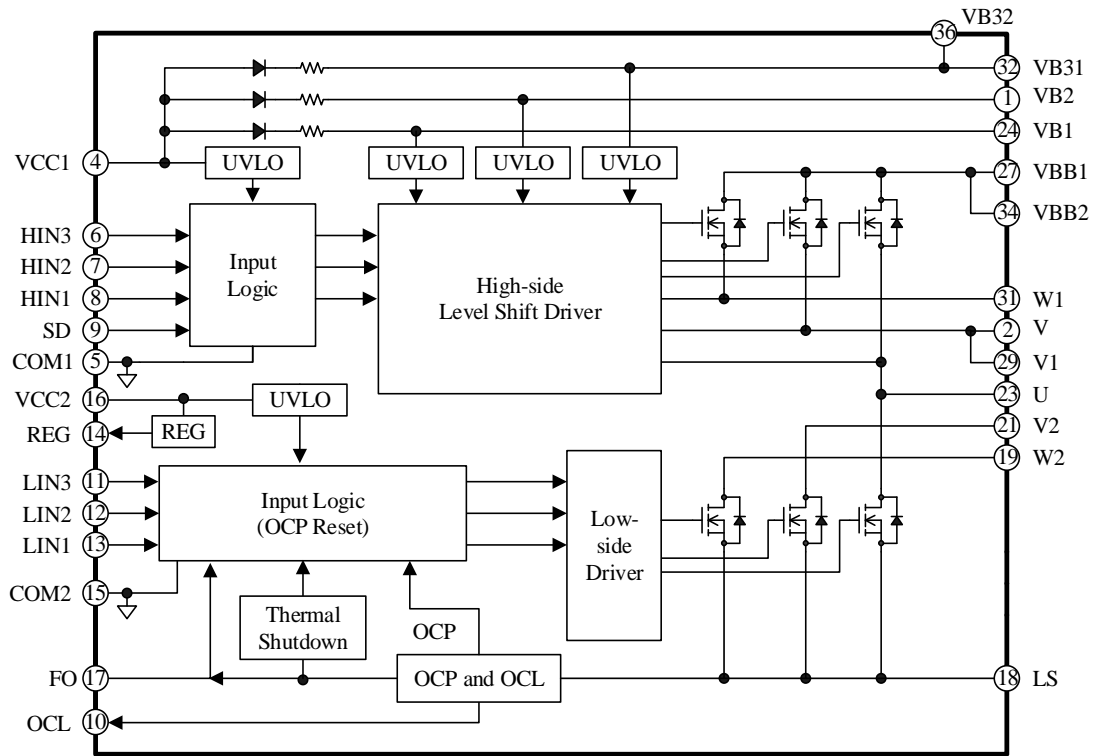 VB32
36
32 VB31
1 VB2
24 VB1
VCC1 4
UVLO
UVLO
UVLO
UVLO
27 VBB1
34 VBB2
HIN3 6
HIN2 7
HIN1 8
SD 9
COM1 5
Input
Logic
High-side
Level Shift Driver
31 W1
2 V
29 V1
23 U
21 V2
19 W2
VCC2 16
UVLO
REG 14
REG
LIN3 11
LIN2 12
LIN1 13
Input Logic
(OCP Reset)
Low-
side
Driver
COM2 15
Thermal
Shutdown
OCP
FO 17
OCP and OCL
18 LS
OCL 10